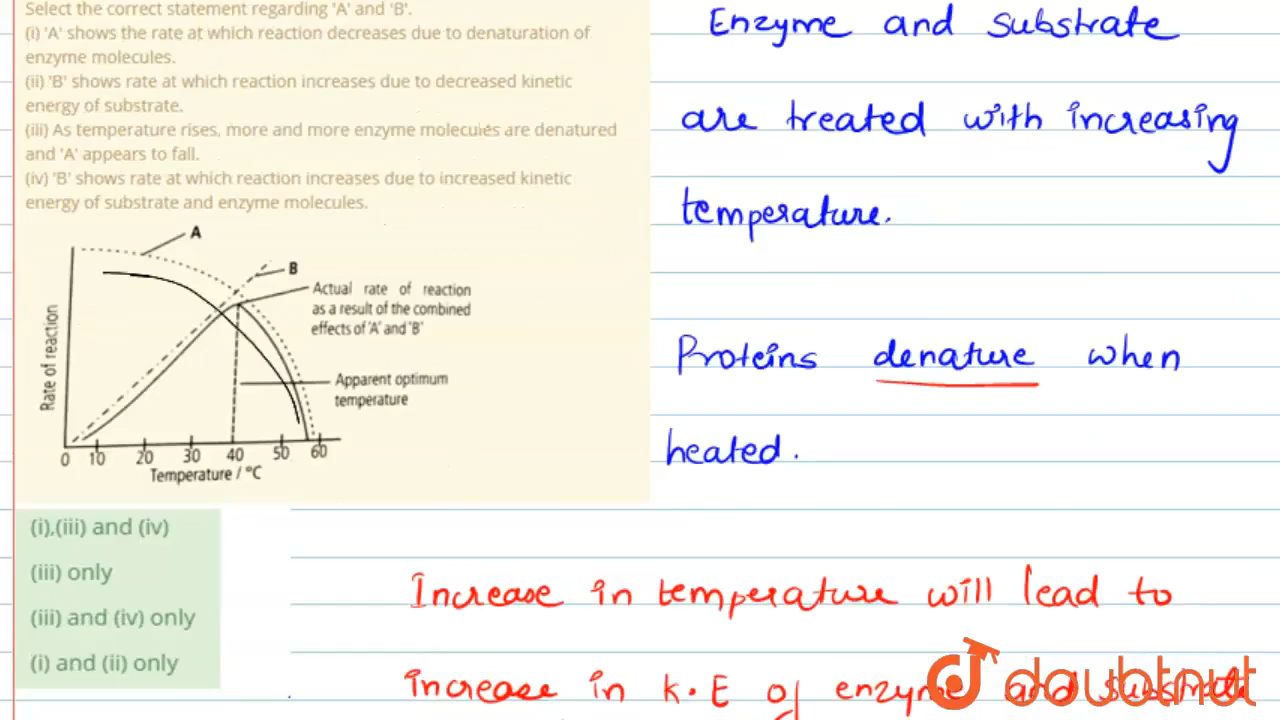 Select the correct statement regarding 'A' and 'B'.
(i) 'A' shows the rate at which reaction decreases due to denaturation of
enzyme molecules.
(ii) 'B' shows rate at which reaction increases due to decreased kinetic
energy of substrate.
(iii) As temperature rises, more and more enzyme molecules are denatured
and 'A' appears to fall.
(iv) 'B' shows rate at which reaction increases due to increased kinetic
energy of substrate and enzyme molecules.
A
B
Actual rate of reaction
as a result of the combined
effects of 'A' and 'B'
Apparent optimum
temperature
Rate of reaction
0 10 20 30 40 50 60
Temperature / °C
(i),(iii) and (iv)
(iii) only
(iii) and (iv) only
(i) and (ii) only
Enzyme and substrate
are treated with increasing
temperature.
Proteins denature when
heated.
Increase in temperature will lead to
increase in K.E of enzyme and substrate
doubtnut